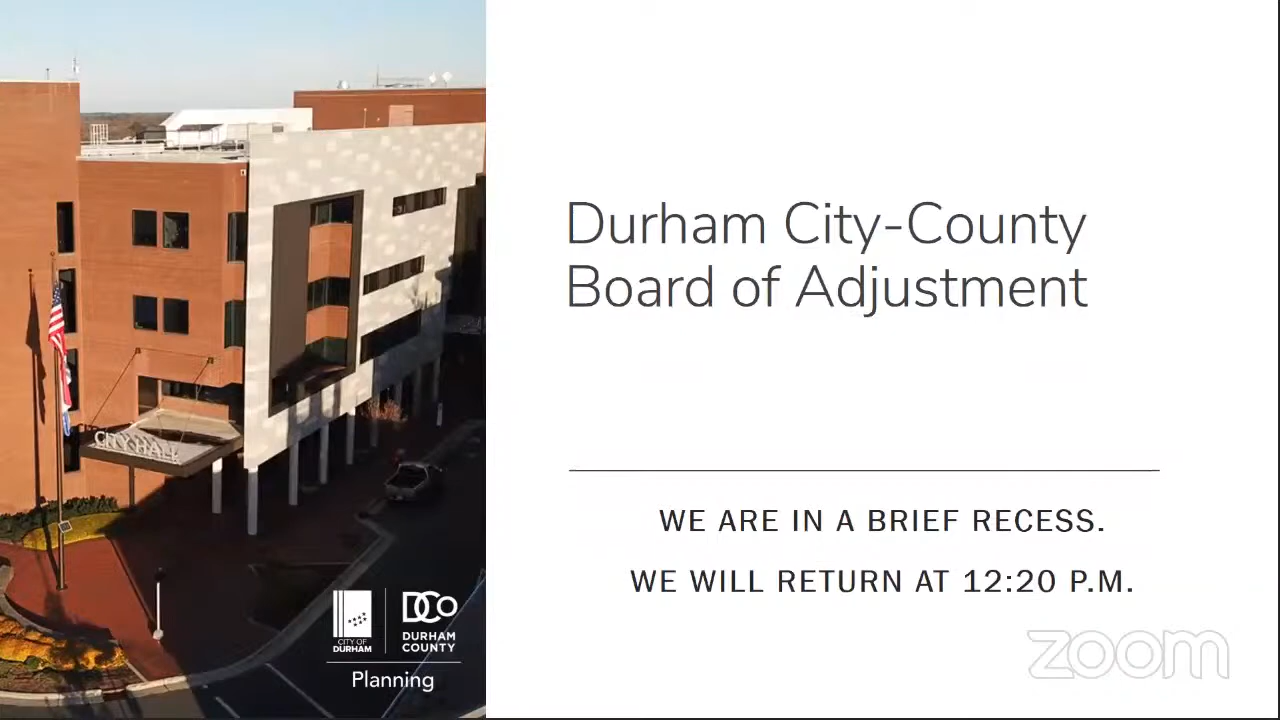 Durham City-County
Board of Adjustment
WE ARE IN A BRIEF RECESS.
WE WILL RETURN AT 12:20 P.M.
CITY HALL
CITY OF
DURHAM
DCO
DURHAM
COUNTY
Planning
zoom